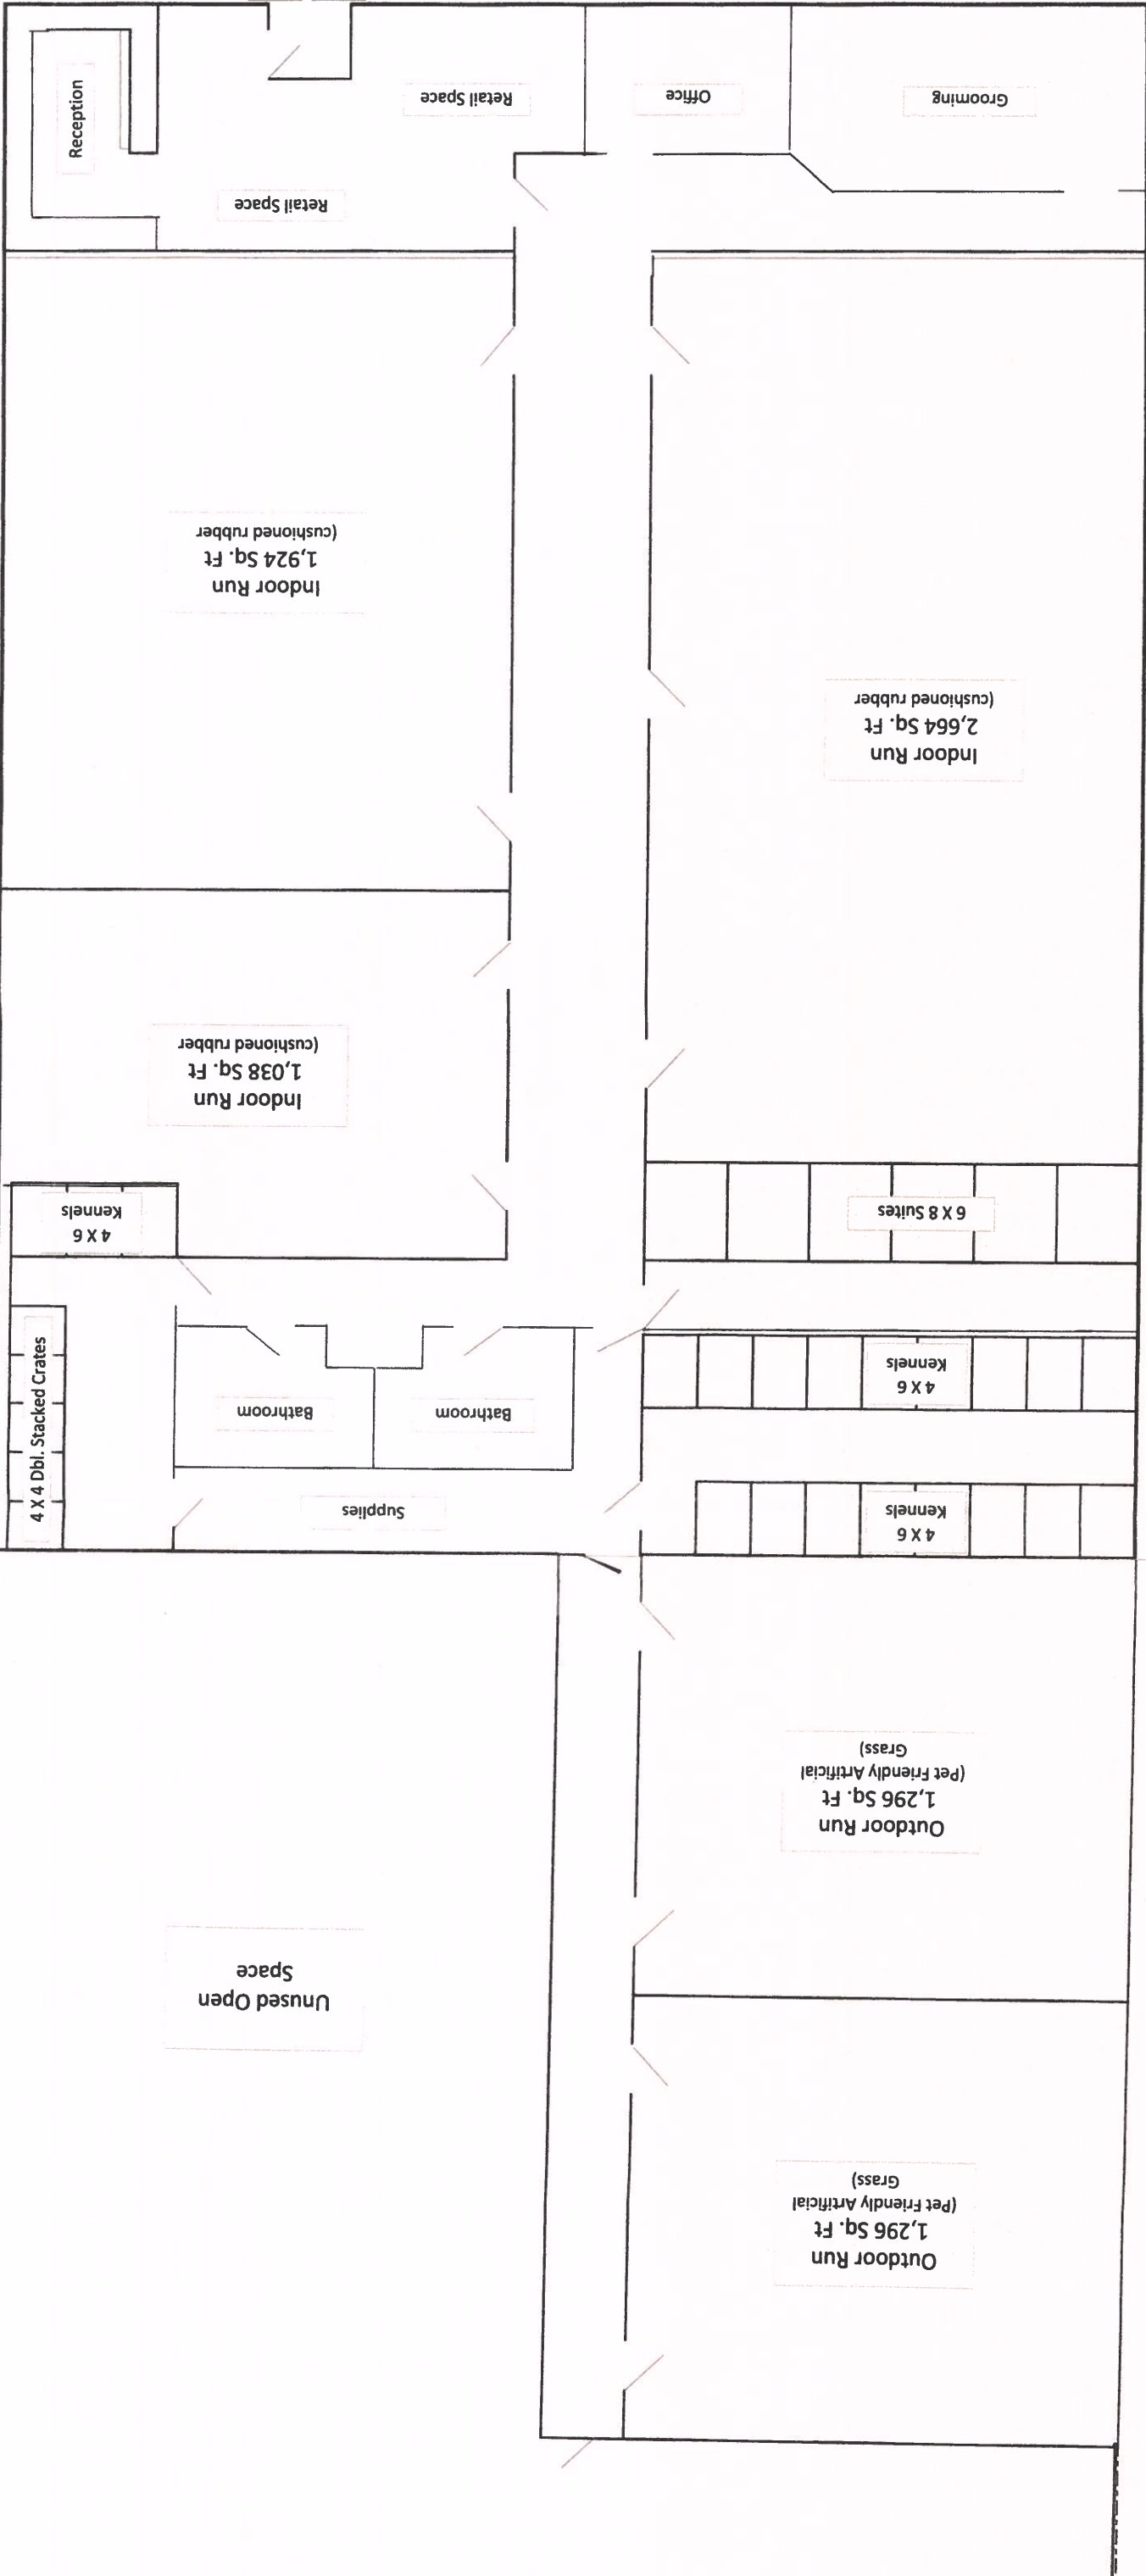 Outdoor Run
1,296 Sq. Ft
(Pet Friendly Artificial
Grass)
Unused Open
Space
Outdoor Run
1,296 Sq. Ft
(Pet Friendly Artificial
Grass)
4 X 6
Kennels
Supplies
4 X 4 Dbl. Stacked Crates
4 X 6
Kennels
Bathroom
Bathroom
6 X 8 Suites
4 X 6
Kennels
Indoor Run
1,038 Sq. Ft
(cushioned rubber
Indoor Run
2,664 Sq. Ft
(cushioned rubber
Indoor Run
1,924 Sq. Ft
(cushioned rubber
Retail Space
Grooming
Office
Retail Space
Reception